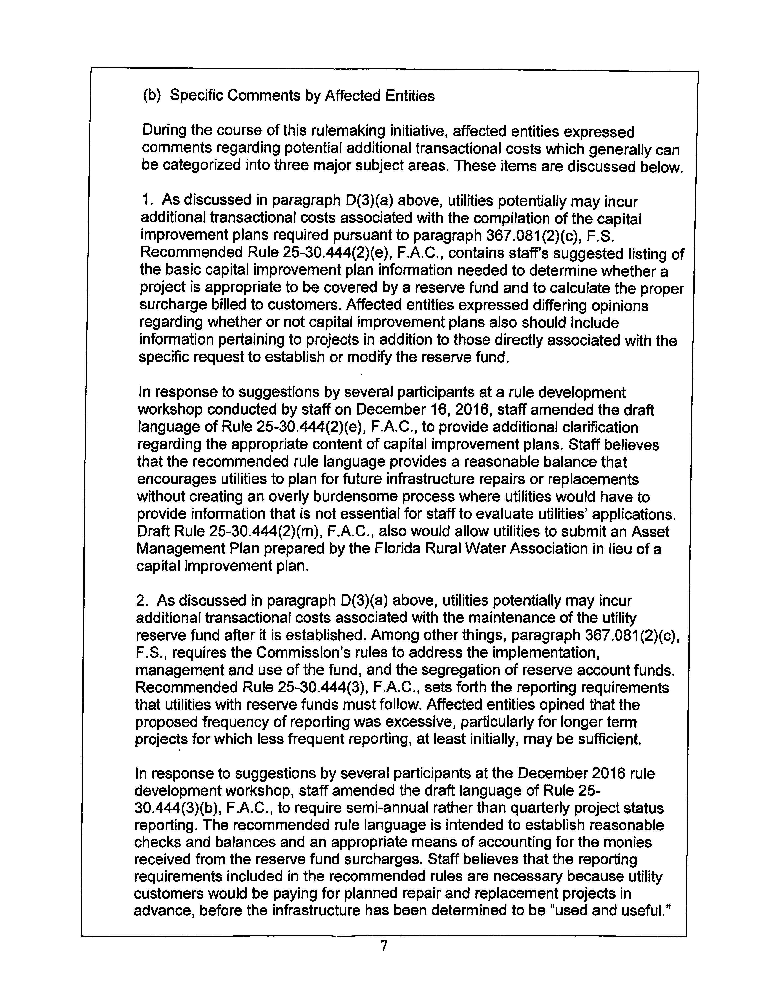 (b) Specific Comments by Affected Entities
During the course of this rulemaking initiative, affected entities expressed
comments regarding potential additional transactional costs which generally can
be categorized into three major subject areas. These items are discussed below.
1. As discussed in paragraph D(3)(a) above, utilities potentially may incur
additional transactional costs associated with the compilation of the capital
improvement plans required pursuant to paragraph 367.081(2)(c), F.S.
Recommended Rule 25-30.444(2)(e), F.A.C., contains staff's suggested listing of
the basic capital improvement plan information needed to determine whether a
project is appropriate to be covered by a reserve fund and to calculate the proper
surcharge billed to customers. Affected entities expressed differing opinions
regarding whether or not capital improvement plans also should include
information pertaining to projects in addition to those directly associated with the
specific request to establish or modify the reserve fund.
In response to suggestions by several participants at a rule development
workshop conducted by staff on December 16, 2016, staff amended the draft
language of Rule 25-30.444(2)(e), F.A.C., to provide additional clarification
regarding the appropriate content of capital improvement plans. Staff believes
that the recommended rule language provides a reasonable balance that
encourages utilities to plan for future infrastructure repairs or replacements
without creating an overly burdensome process where utilities would have to
provide information that is not essential for staff to evaluate utilities' applications.
Draft Rule 25-30.444(2)(m), F.A.C., also would allow utilities to submit an Asset
Management Plan prepared by the Florida Rural Water Association in lieu of a
capital improvement plan.
2. As discussed in paragraph D(3)(a) above, utilities potentially may incur
additional transactional costs associated with the maintenance of the utility
reserve fund after it is established. Among other things, paragraph 367.081(2)(c),
F.S., requires the Commission's rules to address the implementation,
management and use of the fund, and the segregation of reserve account funds.
Recommended Rule 25-30.444(3), F.A.C., sets forth the reporting requirements
that utilities with reserve funds must follow. Affected entities opined that the
proposed frequency of reporting was excessive, particularly for longer term
projects for which less frequent reporting, at least initially, may be sufficient.
In response to suggestions by several participants at the December 2016 rule
development workshop, staff amended the draft language of Rule 25-
30.444(3)(b), F.A.C., to require semi-annual rather than quarterly project status
reporting. The recommended rule language is intended to establish reasonable
checks and balances and an appropriate means of accounting for the monies
received from the reserve fund surcharges. Staff believes that the reporting
requirements included in the recommended rules are necessary because utility
customers would be paying for planned repair and replacement projects in
advance, before the infrastructure has been determined to be "used and useful."
7